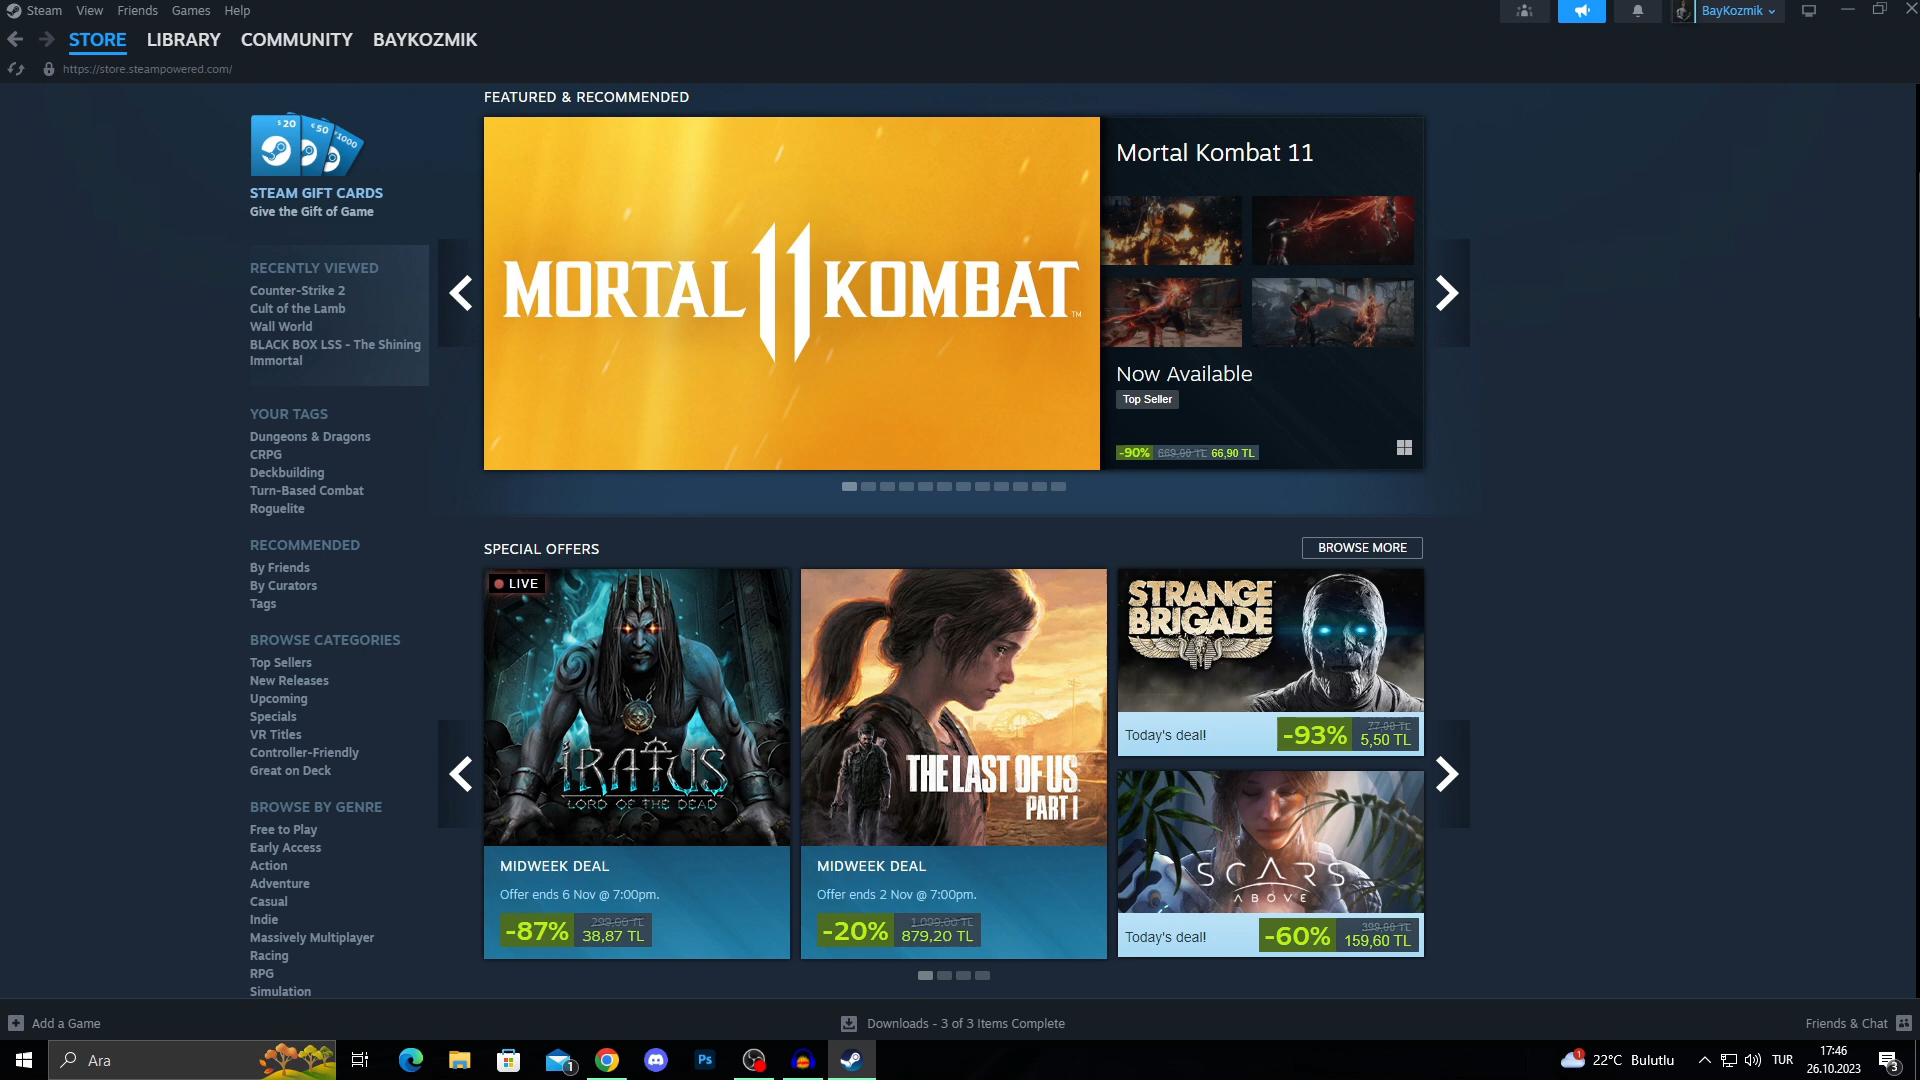 Steam View Friends Games Help
BayKozmik
STORE LIBRARY COMMUNITY BAYKOZMIK
https://store.steampowered.com/
$20 €50 ¥1000
STEAM GIFT CARDS
Give the Gift of Game
RECENTLY VIEWED
Counter-Strike 2
Cult of the Lamb
Wall World
BLACK BOX LSS - The Shining
Immortal
YOUR TAGS
Dungeons & Dragons
CRPG
Deckbuilding
Turn-Based Combat
Roguelite
RECOMMENDED
By Friends
By Curators
Tags
BROWSE CATEGORIES
Top Sellers
New Releases
Upcoming
Specials
VR Titles
Controller-Friendly
Great on Deck
BROWSE BY GENRE
Free to Play
Early Access
Action
Adventure
Casual
Indie
Massively Multiplayer
Racing
RPG
Simulation
FEATURED & RECOMMENDED
MORTAL 11 KOMBAT™
Mortal Kombat 11
Now Available
Top Seller
-90% 669,00 TL 66,90 TL
SPECIAL OFFERS
BROWSE MORE
LIVE
IRATUS
LORD OF THE DEAD
MIDWEEK DEAL
Offer ends 6 Nov @ 7:00pm.
-87% 299,00 TL
38,87 TL
THE LAST OF US
PART I
MIDWEEK DEAL
Offer ends 2 Nov @ 7:00pm.
-20% 1.099,00 TL
879,20 TL
STRANGE
BRIGADE
Today's deal!
-93% 77,00 TL
5,50 TL
SCARS
ABOVE
Today's deal!
-60% 399,00 TL
159,60 TL
Add a Game
Downloads - 3 of 3 Items Complete
Friends & Chat
Ara
1
Ps
1
22°C Bulutlu
TUR
17:46
26.10.2023
3